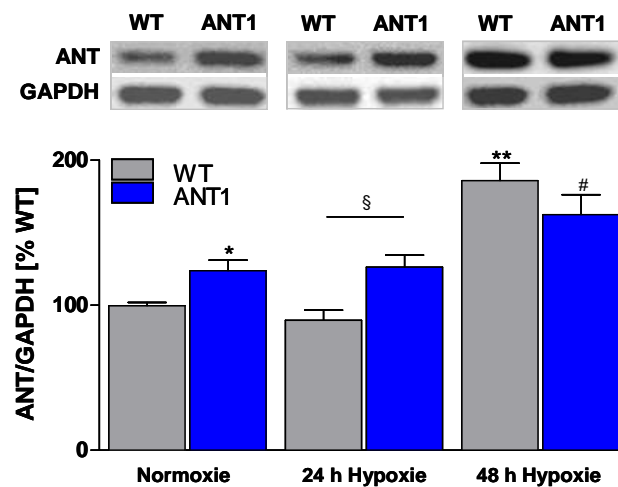 WT ANT1 WT ANT1 WT ANT1
ANT
GAPDH
200
100
0
ANT/GAPDH [% WT]
WT
ANT1
*
§
**
#
Normoxie 24 h Hypoxie 48 h Hypoxie